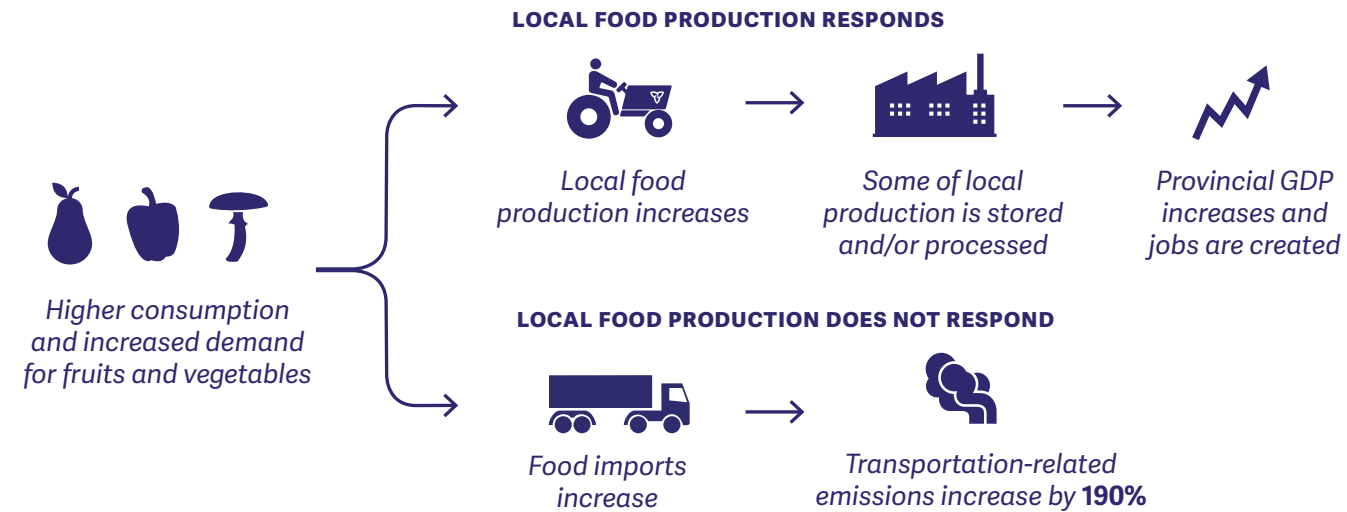 LOCAL FOOD PRODUCTION RESPONDS
Local food
production increases
Some of local
production is stored
and/or processed
Provincial GDP
increases and
jobs are created
Higher consumption
and increased demand
for fruits and vegetables
LOCAL FOOD PRODUCTION DOES NOT RESPOND
Food imports
increase
Transportation-related
emissions increase by 190%